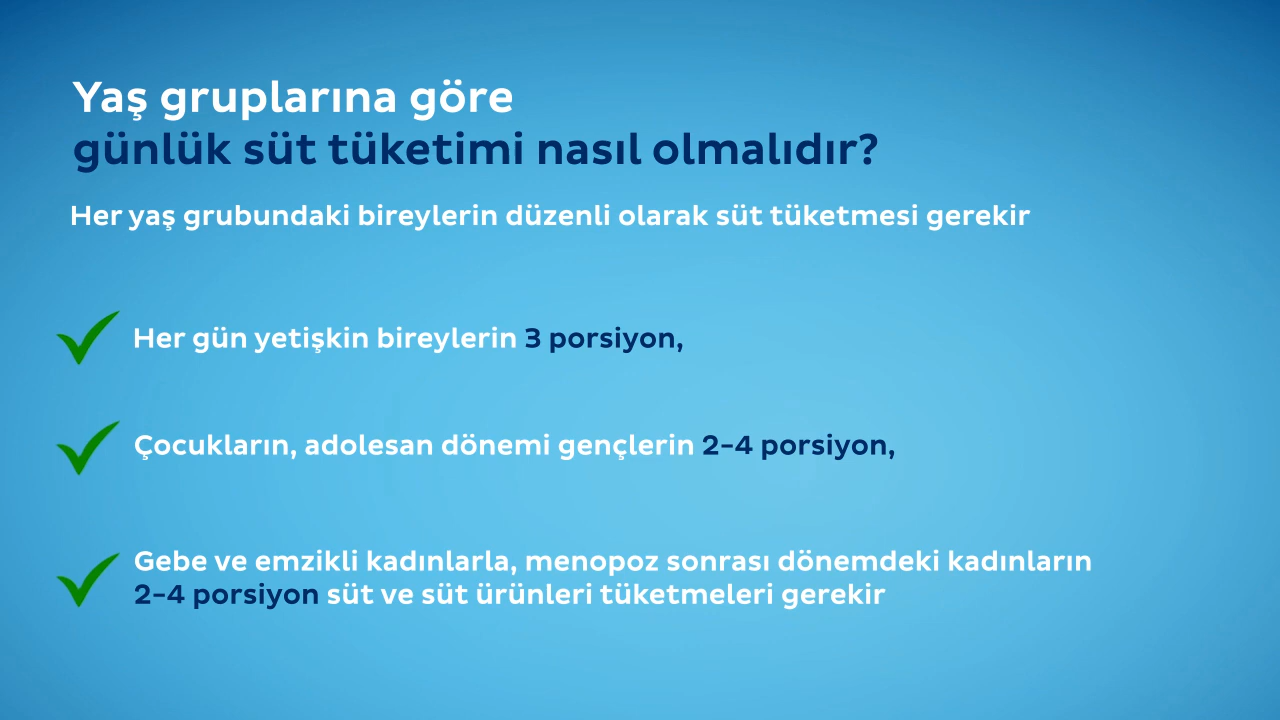 Yaş gruplarına göre
günlük süt tüketimi nasıl olmalıdır?
Her yaş grubundaki bireylerin düzenli olarak süt tüketmesi gerekir
Her gün yetişkin bireylerin 3 porsiyon,
Çocukların, adolesan dönemi gençlerin 2-4 porsiyon,
Gebe ve emzikli kadınlarla, menopoz sonrası dönemdeki kadınların
2-4 porsiyon süt ve süt ürünleri tüketmeleri gerekir